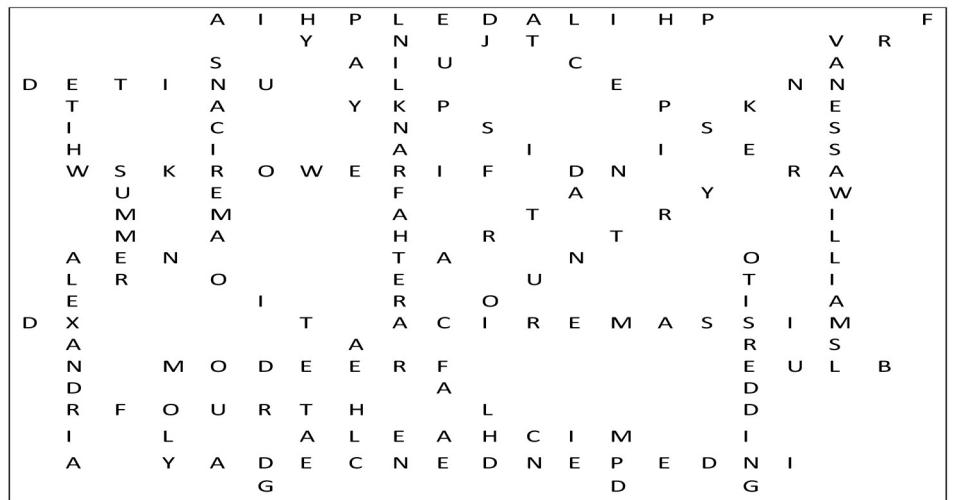 A I H P L E D A L I H P F
Y N J T V R
S A I U C A
D E T I N U L E N N
T A Y K P P K E
I C N S S S
H I A I I E S
W S K R O W E R I F D N R A
U E F A Y W
M M A T R I
M A H R T L
A E N T A N O L
L R O E U T I
E I R O I A
D X T A C I R E M A S S I M
A A R S
N M O D E E R F E U L B
D A D
R F O U R T H L D
I L A L E A H C I M I
A Y A D E C N E D N E P E D N I
G D G